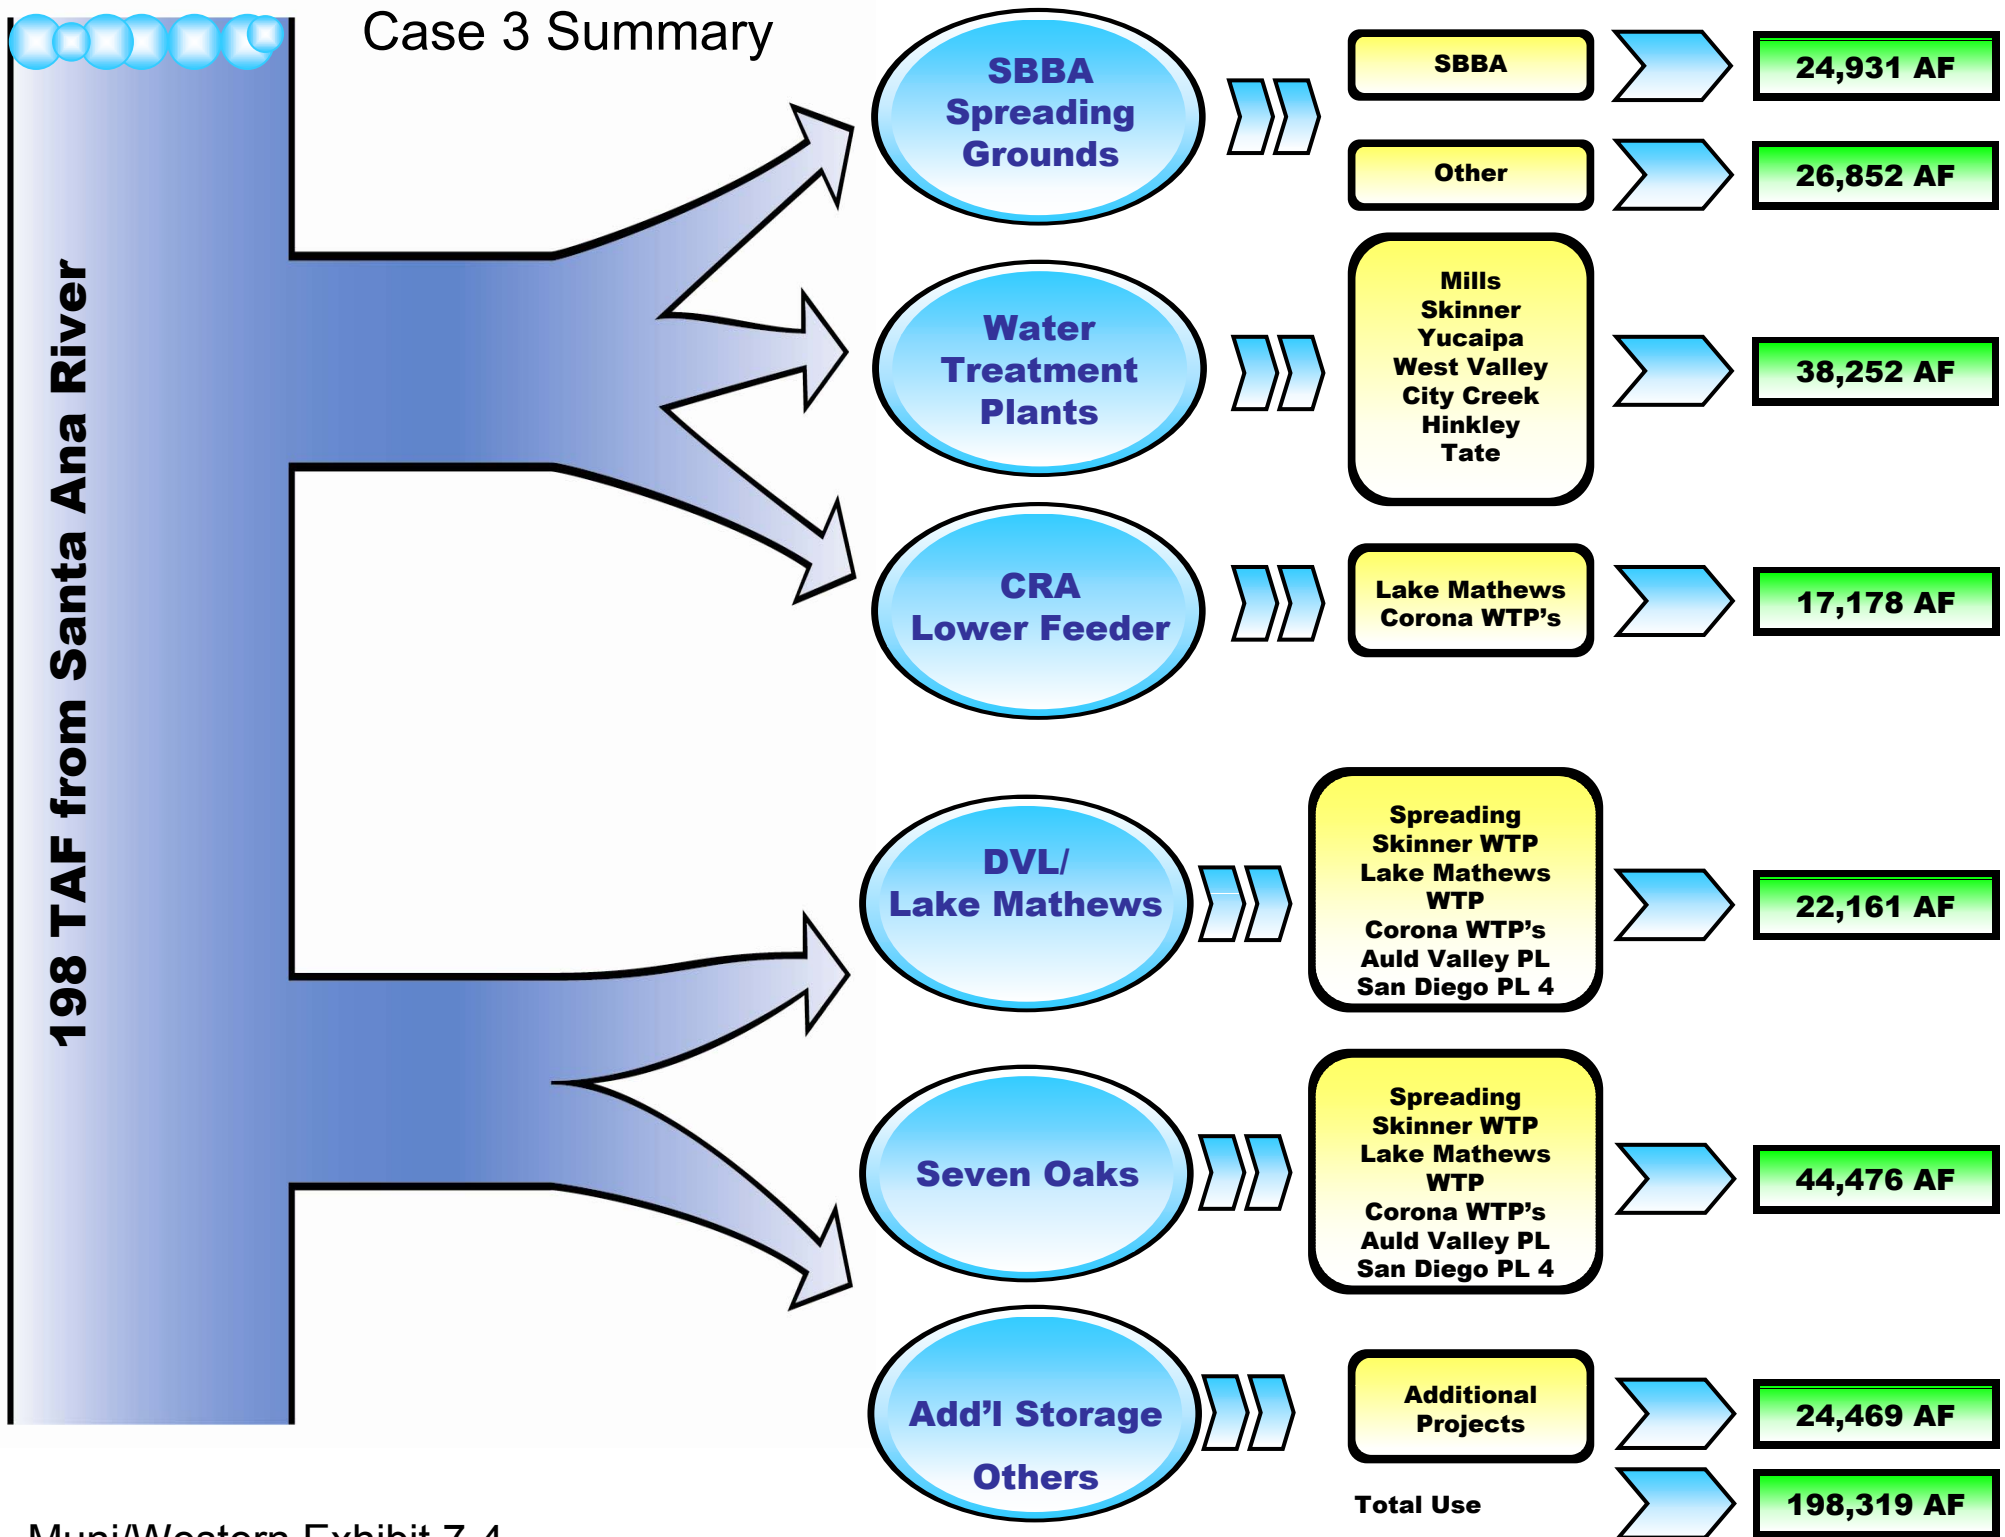 Case 3 Summary
198 TAF from Santa Ana River
SBBA
Spreading
Grounds
SBBA
24,931 AF
Other
26,852 AF
Water
Treatment
Plants
Mills
Skinner
Yucaipa
West Valley
City Creek
Hinkley
Tate
38,252 AF
CRA
Lower Feeder
Lake Mathews
Corona WTP's
17,178 AF
DVL/
Lake Mathews
Spreading
Skinner WTP
Lake Mathews
WTP
Corona WTP's
Auld Valley PL
San Diego PL 4
22,161 AF
Seven Oaks
Spreading
Skinner WTP
Lake Mathews
WTP
Corona WTP's
Auld Valley PL
San Diego PL 4
44,476 AF
Add'l Storage
Others
Additional
Projects
24,469 AF
Total Use
198,319 AF
Muni/Western Exhibit 7-4